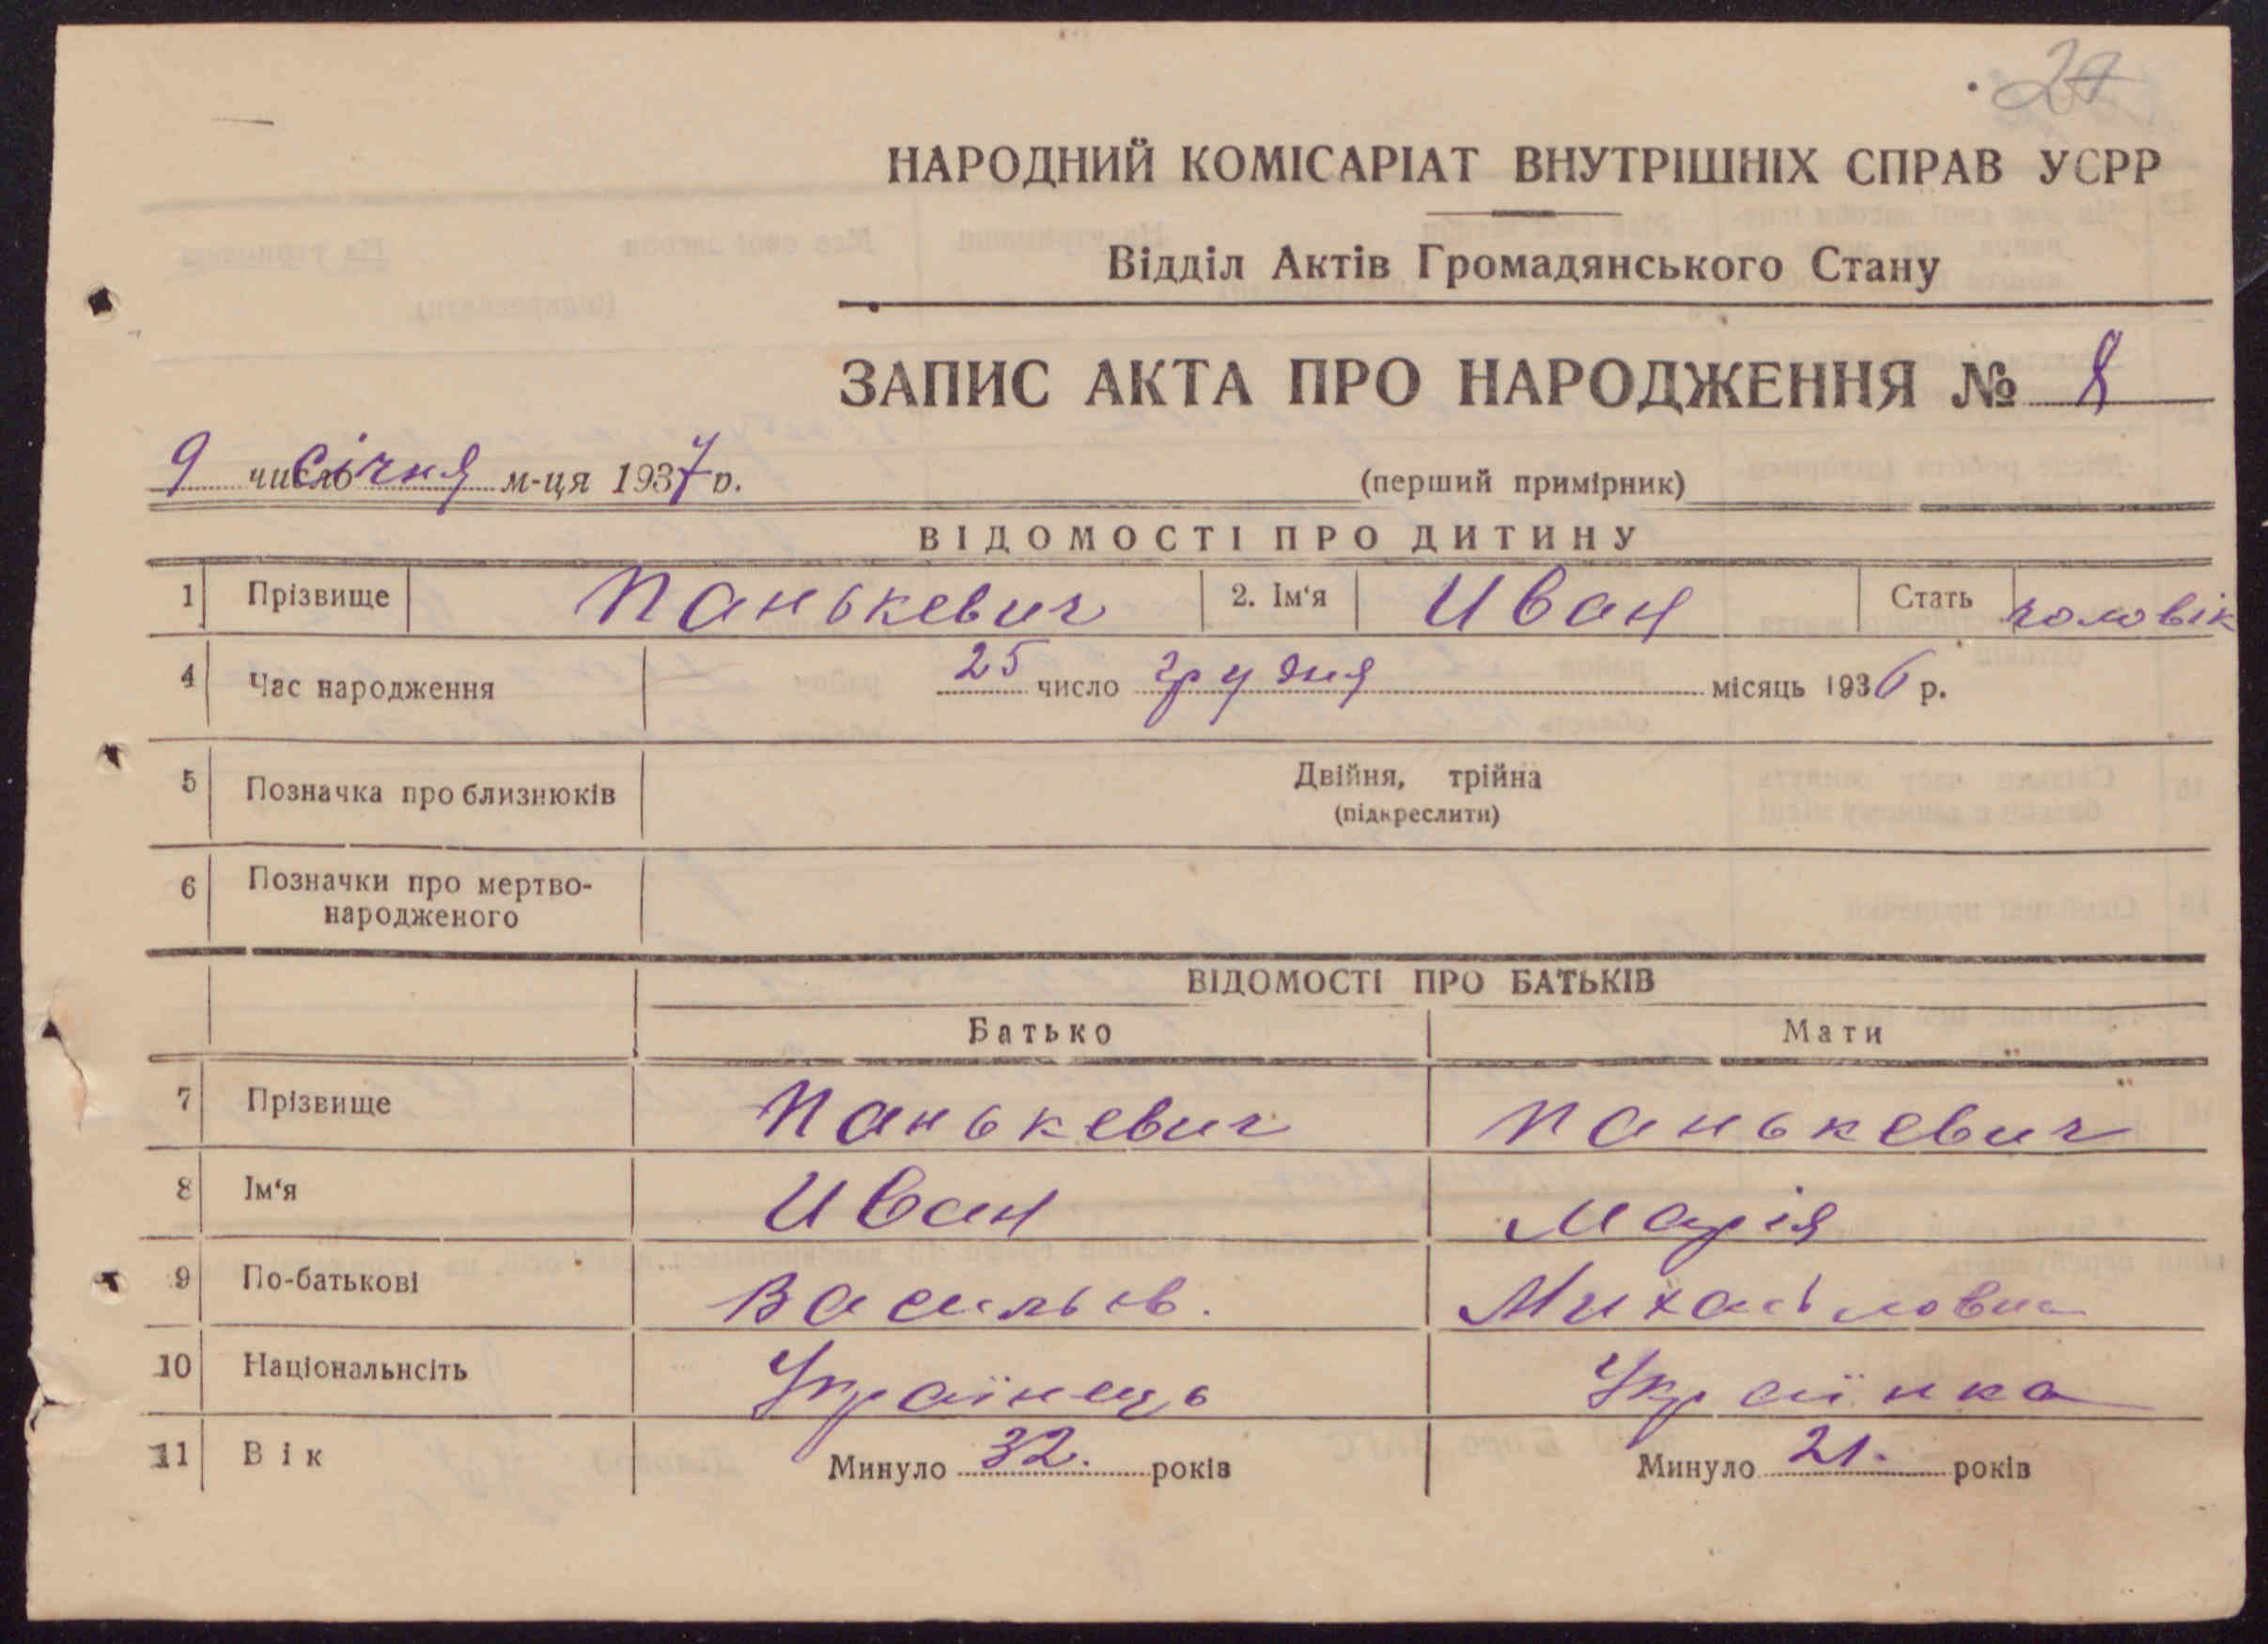 29
НАРОДНИЙ КОМІСАРІАТ ВНУТРІШНІХ СПРАВ УСРР
Відділ Актів Громадянського Стану
ЗАПИС АКТА ПРО НАРОДЖЕННЯ № 8
9 число січня м-ця 1937 р.
(перший примірник)
ВІДОМОСТІ ПРО ДИТИНУ
1 Прізвище Панькевич 2. Ім'я Иван Стать чоловік
4 Час народження 25 число грудня місяць 1936 р.
5 Позначка про близнюків Двійня, трійна
(підкреслити)
6 Позначки про мертво-
народженого
ВІДОМОСТІ ПРО БАТЬКІВ
Батько Мати
7 Прізвище Панькевич Панькевич
8 Ім'я Иван Марія
9 По-батькові Васильов. Михайловна
10 Національнсіть Українець Українка
11 Вік Минуло 32. років Минуло 21. років